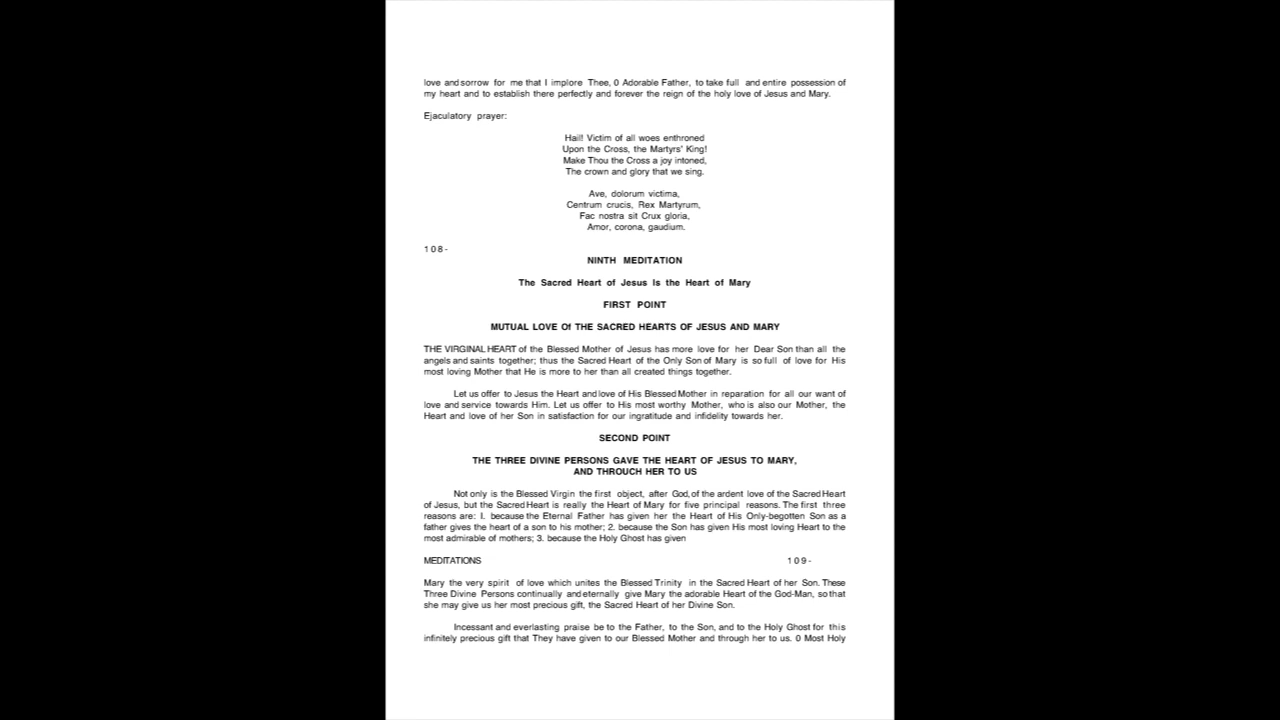 love and sorrow for me that I implore Thee, 0 Adorable Father, to take full and entire possession of
my heart and to establish there perfectly and forever the reign of the holy love of Jesus and Mary.
Ejaculatory prayer:
Hail! Victim of all woes enthroned
Upon the Cross, the Martyrs' King!
Make Thou the Cross a joy intoned,
The crown and glory that we sing.
Ave, dolorum victima,
Centrum crucis, Rex Martyrum,
Fac nostra sit Crux gloria,
Amor, corona, gaudium.
108-
NINTH MEDITATION
The Sacred Heart of Jesus Is the Heart of Mary
FIRST POINT
MUTUAL LOVE Of THE SACRED HEARTS OF JESUS AND MARY
THE VIRGINAL HEART of the Blessed Mother of Jesus has more love for her Dear Son than all the
angels and saints together; thus the Sacred Heart of the Only Son of Mary is so full of love for His
most loving Mother that He is more to her than all created things together.
Let us offer to Jesus the Heart and love of His Blessed Mother in reparation for all our want of
love and service towards Him. Let us offer to His most worthy Mother, who is also our Mother, the
Heart and love of her Son in satisfaction for our ingratitude and infidelity towards her.
SECOND POINT
THE THREE DIVINE PERSONS GAVE THE HEART OF JESUS TO MARY,
AND THROUCH HER TO US
Not only is the Blessed Virgin the first object, after God, of the ardent love of the Sacred Heart
of Jesus, but the Sacred Heart is really the Heart of Mary for five principal reasons. The first three
reasons are: I. because the Eternal Father has given her the Heart of His Only-begotten Son as a
father gives the heart of a son to his mother; 2. because the Son has given His most loving Heart to the
most admirable of mothers; 3. because the Holy Ghost has given
MEDITATIONS 109-
Mary the very spirit of love which unites the Blessed Trinity in the Sacred Heart of her Son. These
Three Divine Persons continually and eternally give Mary the adorable Heart of the God-Man, so that
she may give us her most precious gift, the Sacred Heart of her Divine Son.
Incessant and everlasting praise be to the Father, to the Son, and to the Holy Ghost for this
infinitely precious gift that They have given to our Blessed Mother and through her to us. 0 Most Holy